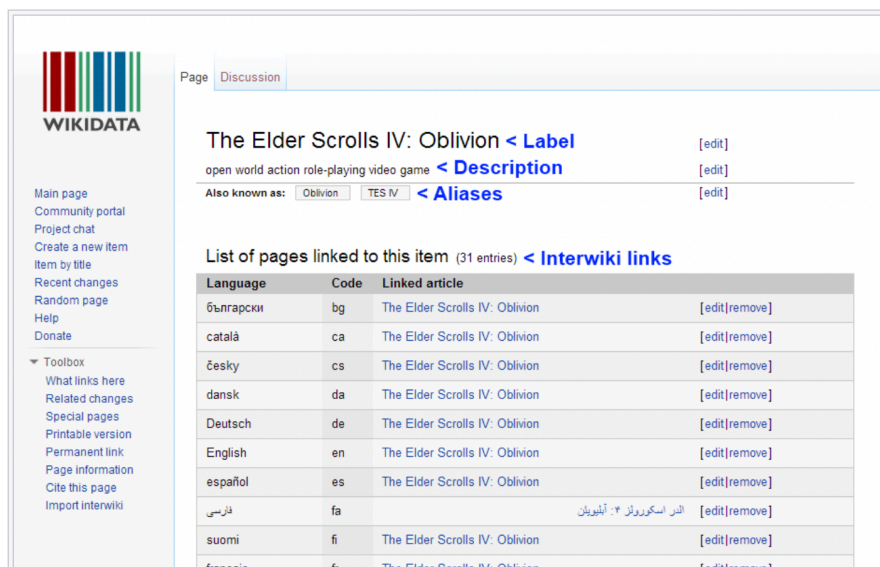 WIKIDATA
Main page
Community portal
Project chat
Create a new item
Item by title
Recent changes
Random page
Help
Donate
Toolbox
What links here
Related changes
Special pages
Printable version
Permanent link
Page information
Cite this page
Import interwiki
Page Discussion
The Elder Scrolls IV: Oblivion < Label [edit]
open world action role-playing video game < Description [edit]
Also known as: Oblivion TES IV < Aliases [edit]
List of pages linked to this item (31 entries) < Interwiki links
Language Code Linked article
български bg The Elder Scrolls IV: Oblivion [edit|remove]
català ca The Elder Scrolls IV: Oblivion [edit|remove]
česky cs The Elder Scrolls IV: Oblivion [edit|remove]
dansk da The Elder Scrolls IV: Oblivion [edit|remove]
Deutsch de The Elder Scrolls IV: Oblivion [edit|remove]
English en The Elder Scrolls IV: Oblivion [edit|remove]
español es The Elder Scrolls IV: Oblivion [edit|remove]
فارسی fa الدر اسکرولز ۴: آبلیویلن [edit|remove]
suomi fi The Elder Scrolls IV: Oblivion [edit|remove]